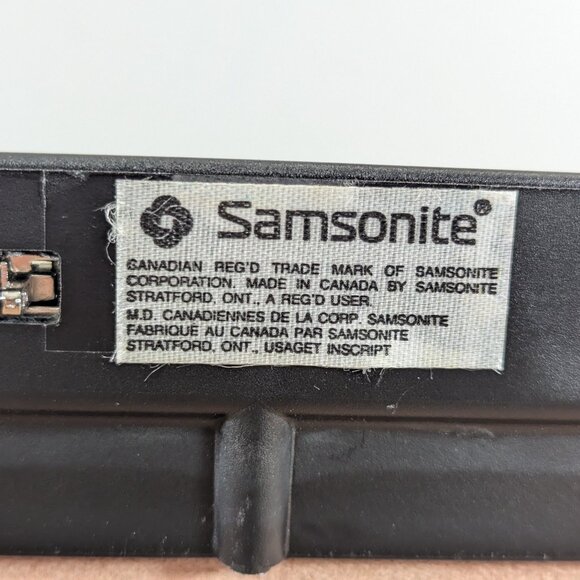 Samsonite®
CANADIAN REG'D TRADE MARK OF SAMSONITE
CORPORATION. MADE IN CANADA BY SAMSONITE
STRATFORD, ONT., A REG'D USER.
M.D. CANADIENNES DE LA CORP. SAMSONITE
FABRIQUE AU CANADA PAR SAMSONITE
STRATFORD, ONT., USAGET INSCRIPT